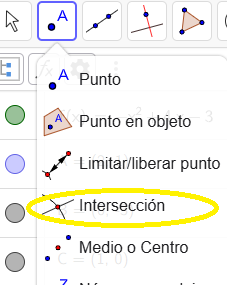 A
A Punto
Punto en objeto
Limitar/liberar punto
Intersección
Medio o Centro
C = (1, 0)